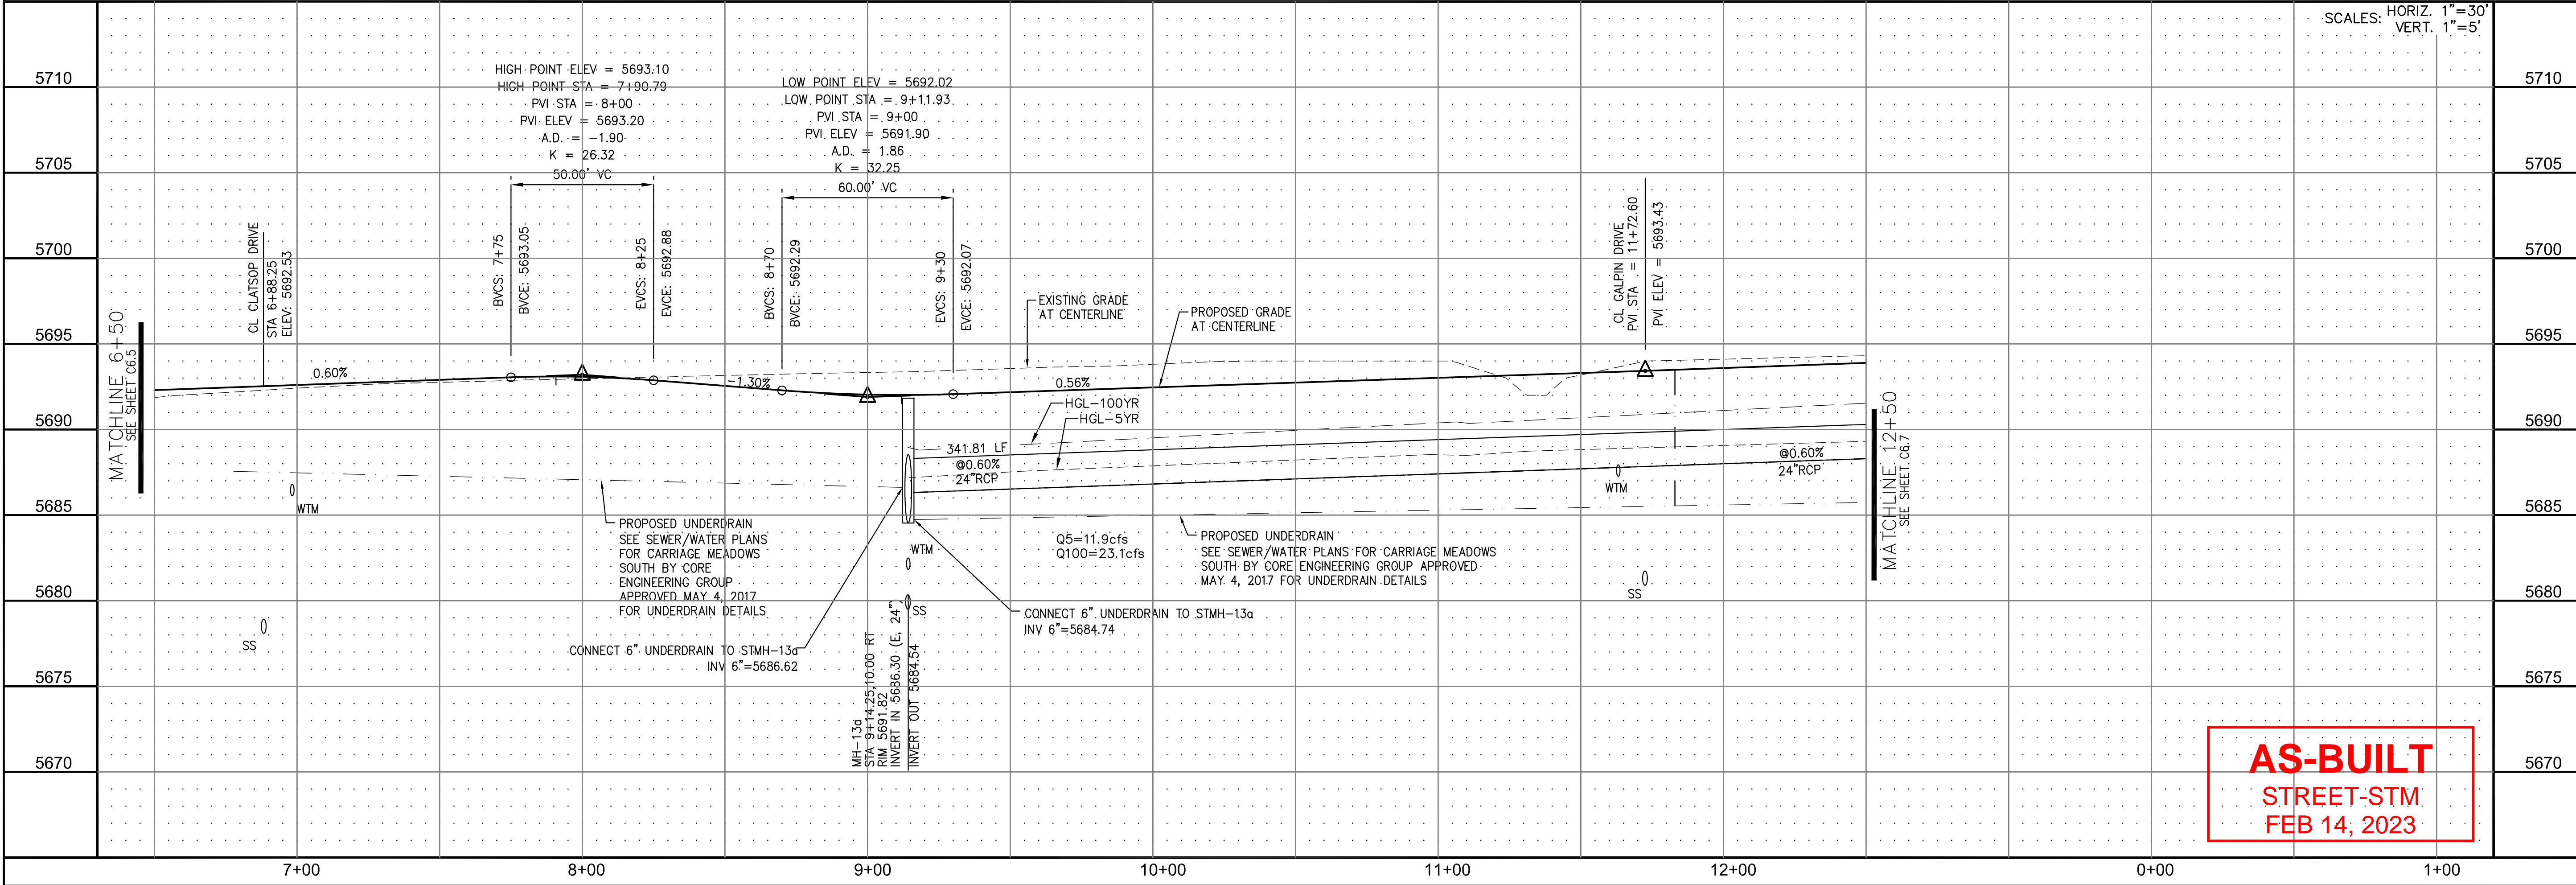 SCALES: HORIZ. 1"=30'
VERT. 1"=5'
5710
5705
5700
5695
5690
5685
5680
5675
5670
HIGH POINT ELEV = 5693.10
HIGH POINT STA = 7+90.79
PVI STA = 8+00
PVI ELEV = 5693.20
A.D. = -1.90
K = 26.32
50.00' VC
LOW POINT ELEV = 5692.02
LOW POINT STA = 9+11.93
PVI STA = 9+00
PVI ELEV = 5691.90
A.D. = 1.86
K = 32.25
60.00' VC
MATCHLINE 6+50
SEE SHEET C6.5
CL CLATSOP DRIVE
STA 6+88.25
ELEV: 5692.53
BVCS: 7+75
BVCE: 5693.05
EVCS: 8+25
EVCE: 5692.88
BVCS: 8+70
BVCE: 5692.29
EVCS: 9+30
EVCE: 5692.07
CL GALPIN DRIVE
PVI STA = 11+72.60
PVI ELEV = 5693.43
EXISTING GRADE
AT CENTERLINE
PROPOSED GRADE
AT CENTERLINE
0.60%
-1.30%
0.56%
HGL-100YR
HGL-5YR
341.81 LF
@0.60%
24"RCP
@0.60%
24"RCP
MATCHLINE 12+50
SEE SHEET C6.7
WTM
SS
PROPOSED UNDERDRAIN
SEE SEWER/WATER PLANS
FOR CARRIAGE MEADOWS
SOUTH BY CORE
ENGINEERING GROUP
APPROVED MAY 4, 2017
FOR UNDERDRAIN DETAILS
CONNECT 6" UNDERDRAIN TO STMH-13a
INV 6"=5686.62
WTM
SS
MH-13a
STA 9+14.25,10.00 RT
RIM 5691.82
INVERT IN 5686.30 (E, 24")
INVERT OUT 5684.54
Q5=11.9cfs
Q100=23.1cfs
PROPOSED UNDERDRAIN
SEE SEWER/WATER PLANS FOR CARRIAGE MEADOWS
SOUTH BY CORE ENGINEERING GROUP APPROVED
MAY 4, 2017 FOR UNDERDRAIN DETAILS
CONNECT 6" UNDERDRAIN TO STMH-13a
INV 6"=5684.74
WTM
SS
5710
5705
5700
5695
5690
5685
5680
5675
5670
AS-BUILT
STREET-STM
FEB 14, 2023
7+00
8+00
9+00
10+00
11+00
12+00
0+00
1+00